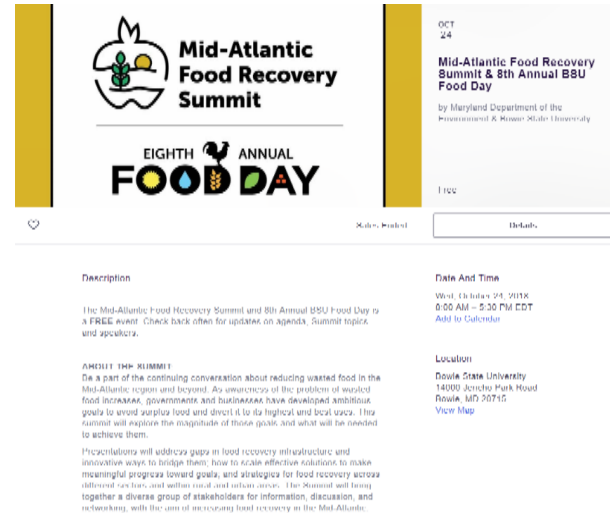 Mid-Atlantic
Food Recovery
Summit
EIGHTH ANNUAL
FOOD DAY
OCT
24
Mid-Atlantic Food Recovery
Summit & 8th Annual BSU
Food Day
by Maryland Department of the
Environment & Bowie State University
Free
Sales Ended
Details
Description
The Mid-Atlantic Food Recovery Summit and 8th Annual BSU Food Day is
a FREE event. Check back often for updates on agenda, Summit topics
and speakers.
ABOUT THE SUMMIT
Be a part of the continuing conversation about reducing wasted food in the
Mid-Atlantic region and beyond. As awareness of the problem of wasted
food increases, governments and businesses have developed ambitious
goals to avoid surplus food and divert it to its highest and best uses. This
summit will explore the magnitude of those goals and what will be needed
to achieve them.
Presentations will address gaps in food recovery infrastructure and
innovative ways to bridge them; how to scale effective solutions to make
meaningful progress toward goals, and strategies for food recovery across
different sectors and within rural and urban areas. The Summit will bring
together a diverse group of stakeholders for information, discussion, and
networking, with the aim of increasing food recovery in the Mid-Atlantic.
Date And Time
Wed, October 24, 2018
– 5:30 PM EDT
Add to Calendar
Location
Bowie State University
14000 Jericho Park Road
Bowie, MD 20715
View Map